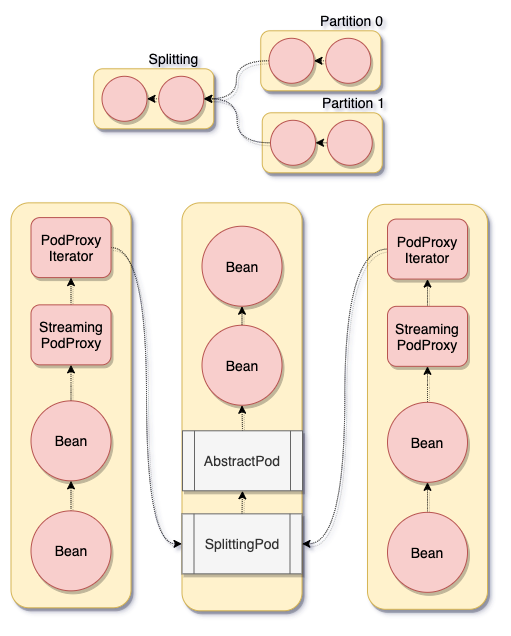 Partition 0
Splitting
Partition 1
PodProxy
Iterator
Streaming
PodProxy
Bean
Bean
Bean
Bean
AbstractPod
SplittingPod
PodProxy
Iterator
Streaming
PodProxy
Bean
Bean